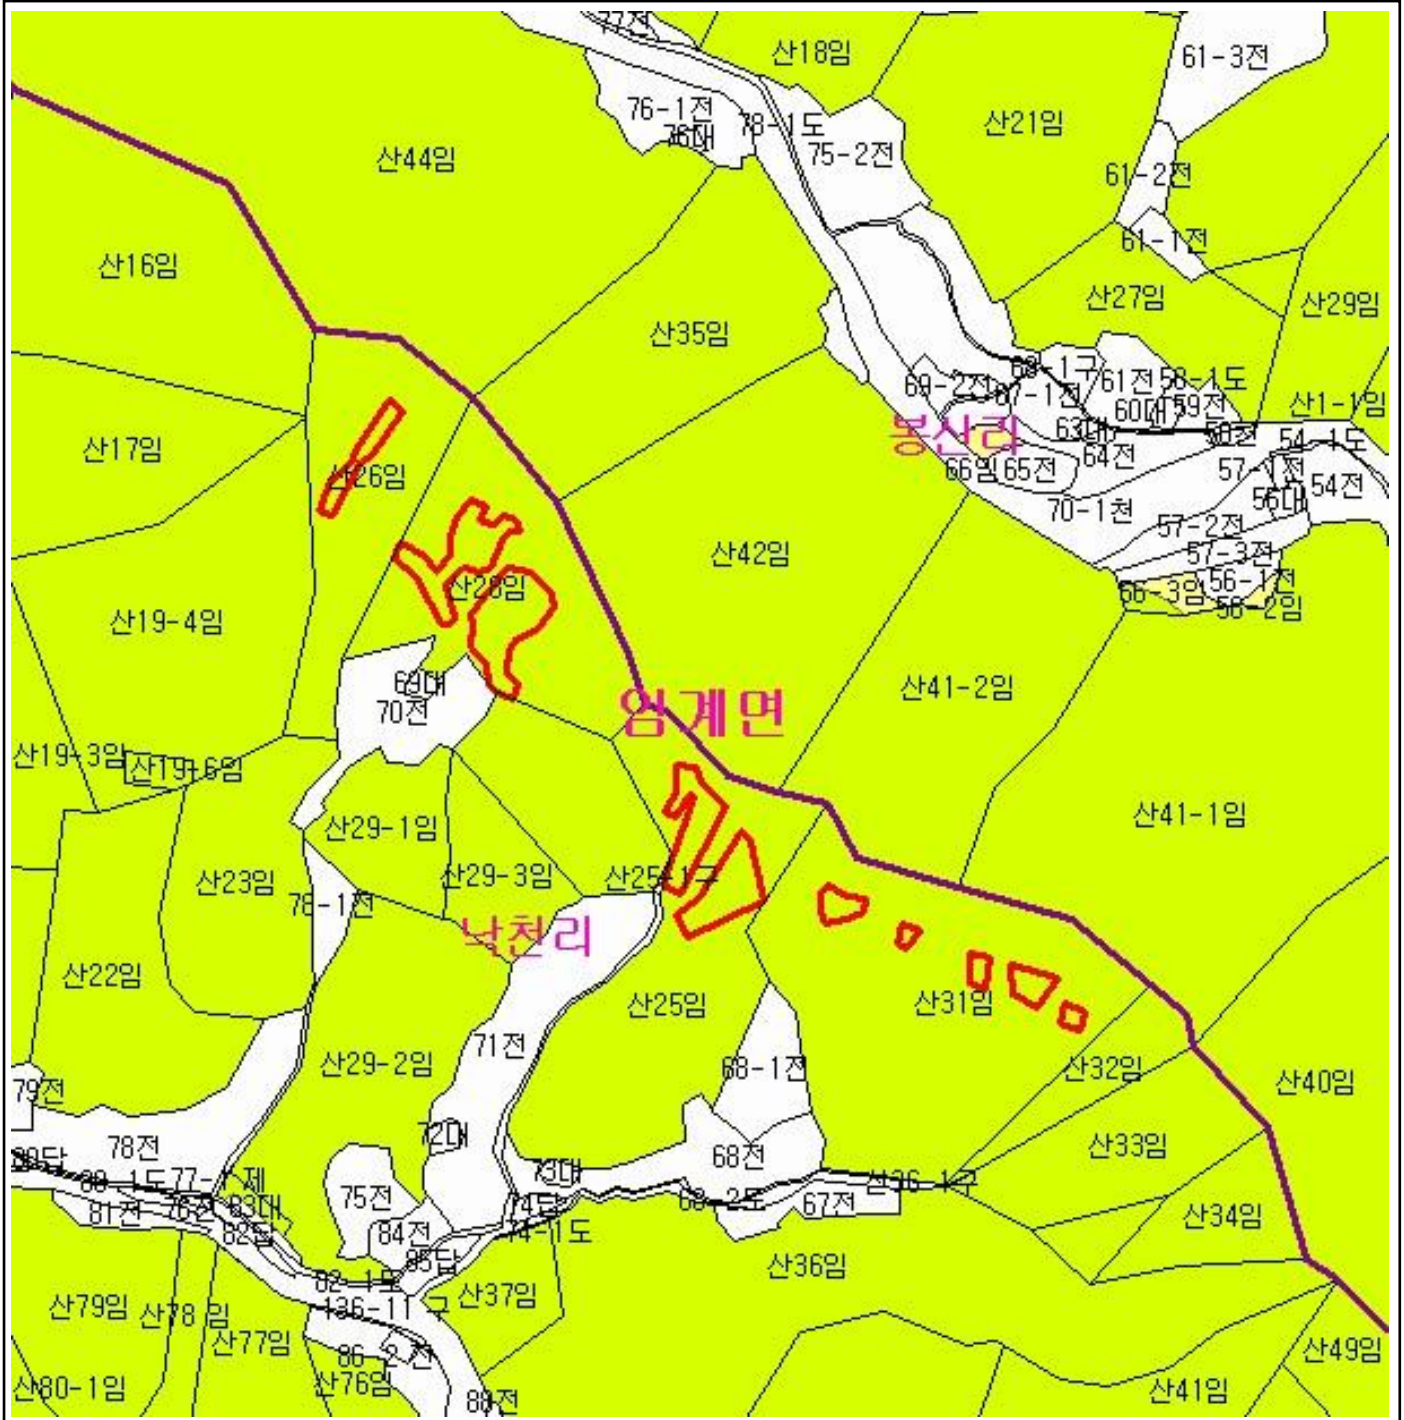 77전
산18임
61-3전
76-1전
76대
78-1도
산21임
75-2전
산44임
61-2전
61-1전
산16임
산27임
산29임
산35임
69-2전
68-1구
67-1전
61전
58-1도
60대
59전
산1-1임
봉산리
63대
58전
54-1도
산17임
64전
66임
65전
57-1전
54전
산26임
56대
70-1천
57-2전
산42임
57-3전
산28임
56-1전
56-3임
56-2임
산19-4임
69대
산41-2임
70전
임계면
산19-3임
산19-6임
산41-1임
산29-1임
산23임
산29-3임
산25-1구
78-1전
낙천리
산22임
산25임
산31임
71전
산29-2임
68-1전
산32임
산40임
79전
72대
78전
산33임
80답
68전
73대
80-1도
77-1제
산36-1구
75전
76전
83대
74답
68-2도
67전
81전
82답
84전
74-1도
산34임
85답
산36임
82-1도
산37임
산79임
산78임
136-11구
산77임
86-2전
산49임
산80-1임
산76임
88전
산41임